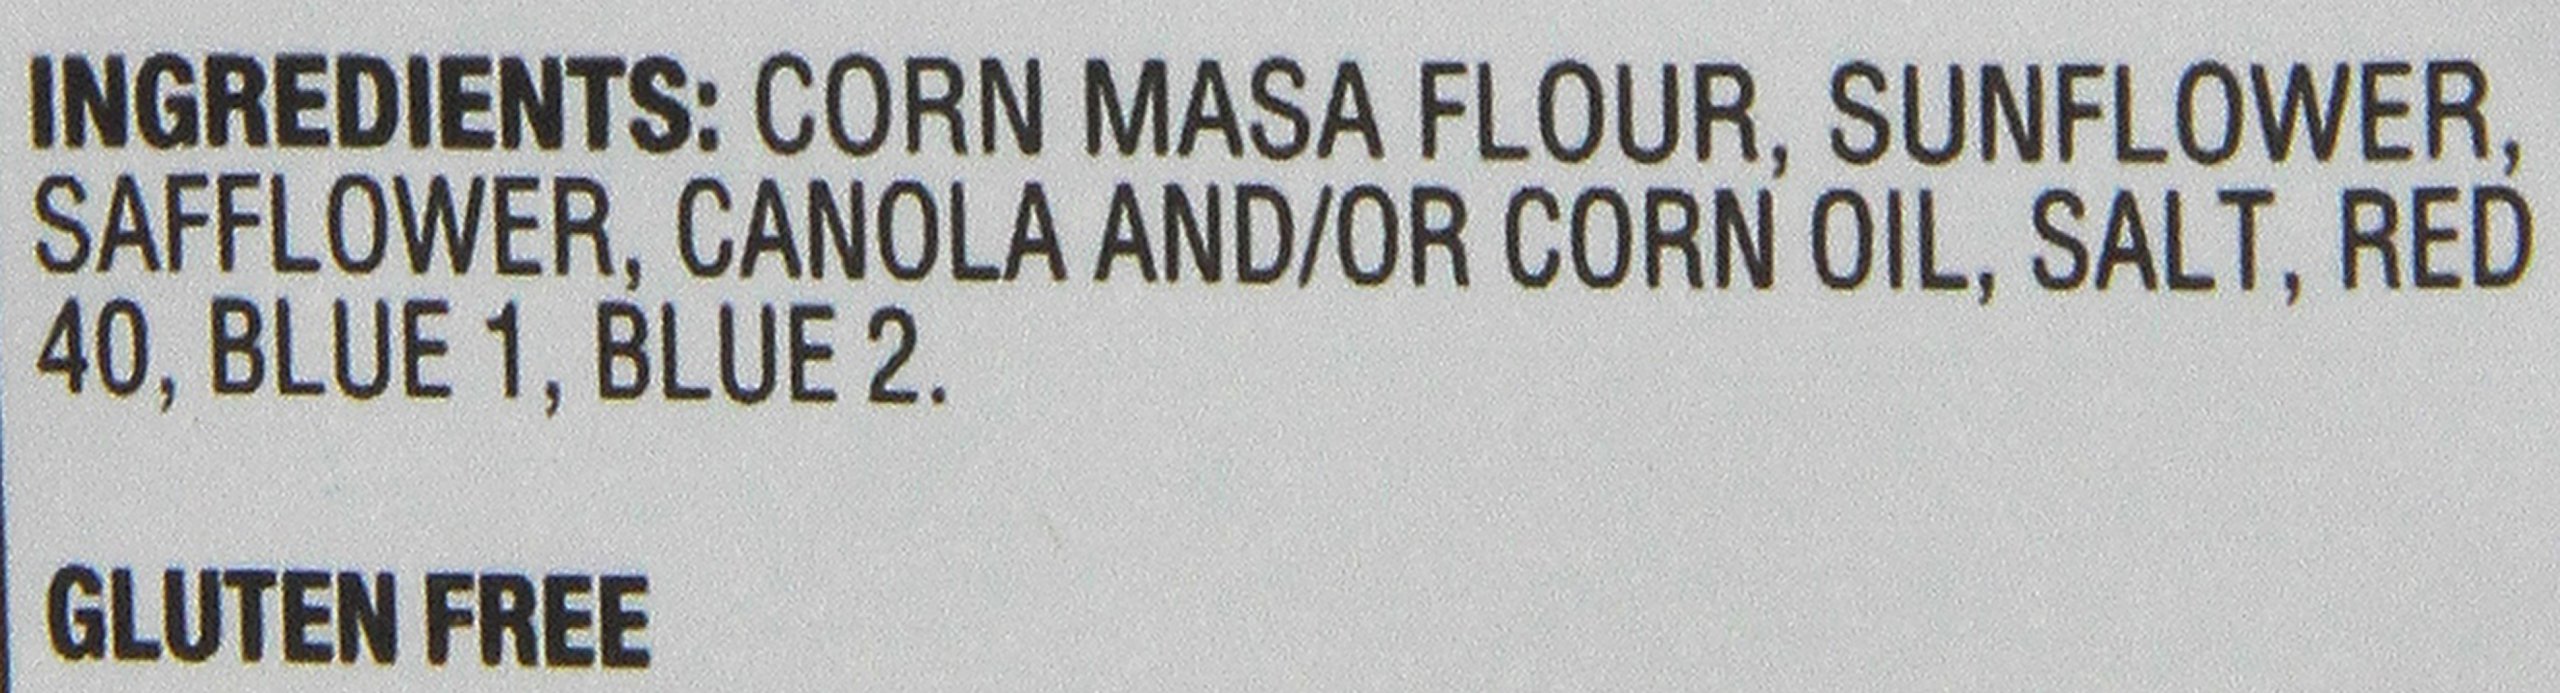 INGREDIENTS: CORN MASA FLOUR, SUNFLOWER,
SAFFLOWER, CANOLA AND/OR CORN OIL, SALT, RED
40, BLUE 1, BLUE 2.
GLUTEN FREE